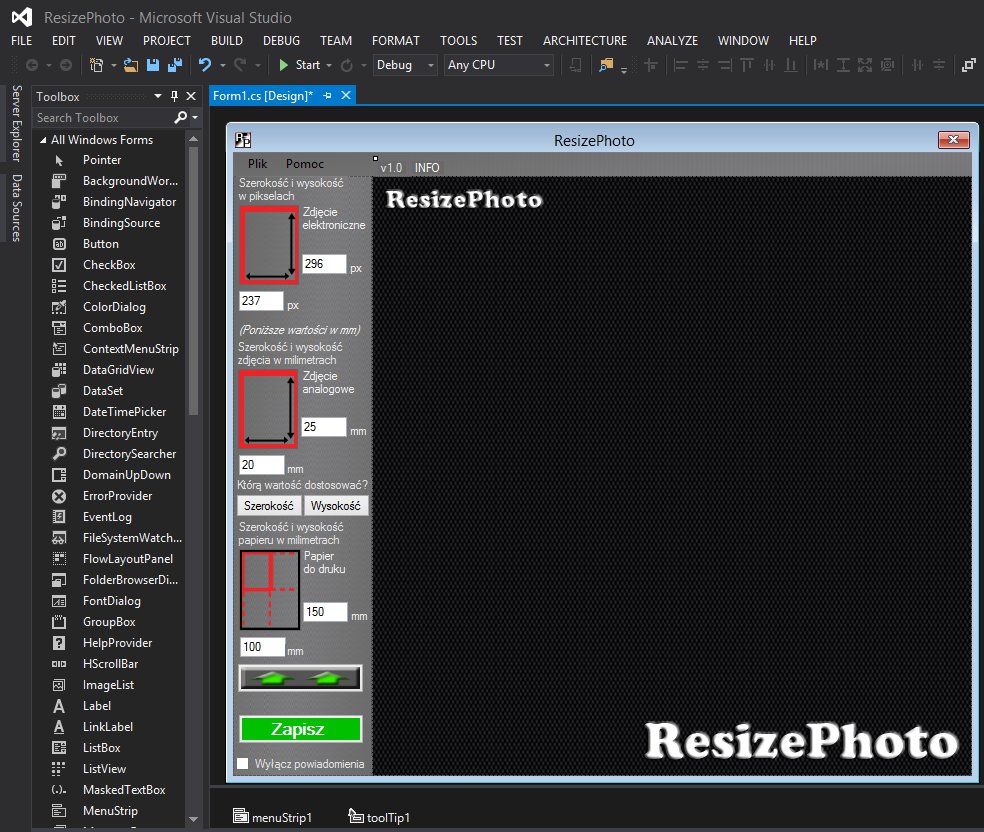 ResizePhoto - Microsoft Visual Studio
FILE EDIT VIEW PROJECT BUILD DEBUG TEAM FORMAT TOOLS TEST ARCHITECTURE ANALYZE WINDOW HELP
Start Debug Any CPU
Server Explorer
Data Sources
Toolbox
Search Toolbox
All Windows Forms
Pointer
BackgroundWor...
BindingNavigator
BindingSource
Button
CheckBox
CheckedListBox
ColorDialog
ComboBox
ContextMenuStrip
DataGridView
DataSet
DateTimePicker
DirectoryEntry
DirectorySearcher
DomainUpDown
ErrorProvider
EventLog
FileSystemWatch...
FlowLayoutPanel
FolderBrowserDi...
FontDialog
GroupBox
HelpProvider
HScrollBar
ImageList
Label
LinkLabel
ListBox
ListView
MaskedTextBox
MenuStrip
Form1.cs [Design]*
ResizePhoto
Plik Pomoc v1.0 INFO
Szerokość i wysokość
w pikselach
Zdjęcie
elektroniczne
296 px
237 px
(Poniższe wartości w mm)
Szerokość i wysokość
zdjęcia w milimetrach
Zdjęcie
analogowe
25 mm
20 mm
Którą wartość dostosować?
Szerokość Wysokość
Szerokość i wysokość
papieru w milimetrach
Papier
do druku
150 mm
100 mm
Zapisz
Wyłącz powiadomienia
ResizePhoto
ResizePhoto
menuStrip1 toolTip1